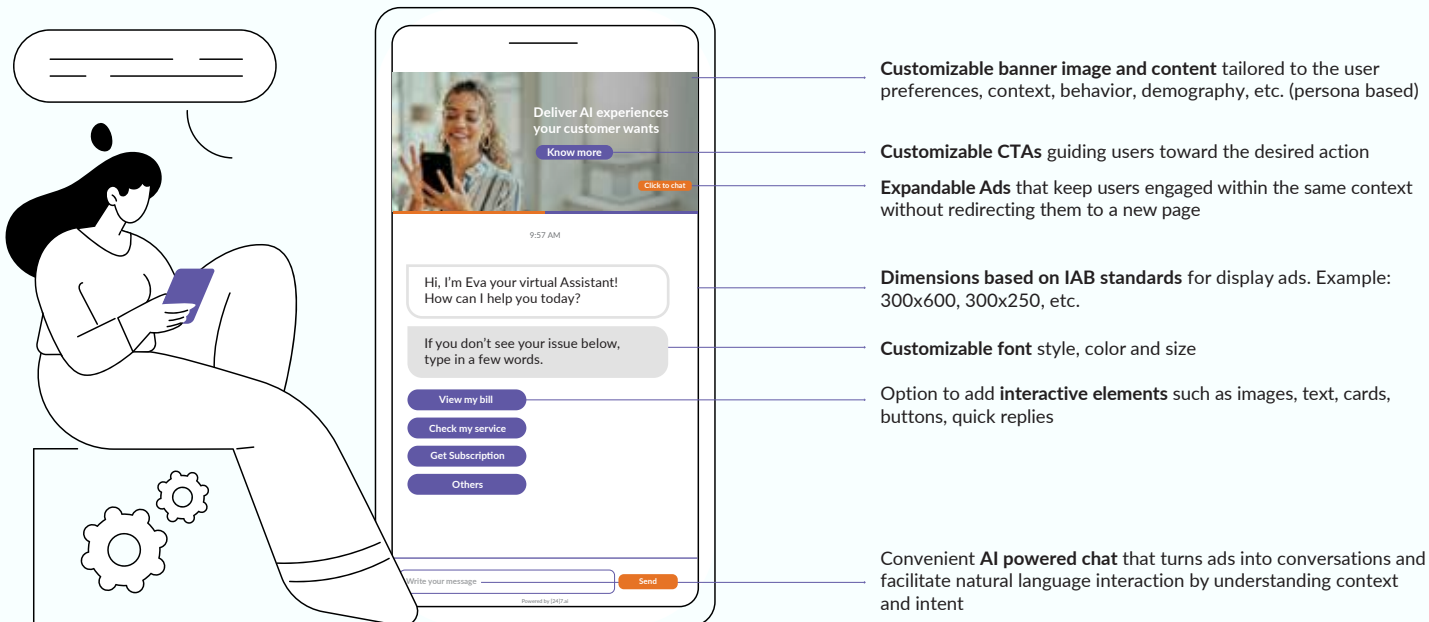 Deliver AI experiences
your customer wants
Know more
Click to chat
9:57 AM
Hi, I'm Eva your virtual Assistant!
How can I help you today?
If you don't see your issue below,
type in a few words.
View my bill
Check my service
Get Subscription
Others
Write your message
Send
Powered by [24]7.ai
Customizable banner image and content tailored to the user
preferences, context, behavior, demography, etc. (persona based)
Customizable CTAs guiding users toward the desired action
Expandable Ads that keep users engaged within the same context
without redirecting them to a new page
Dimensions based on IAB standards for display ads. Example:
300x600, 300x250, etc.
Customizable font style, color and size
Option to add interactive elements such as images, text, cards,
buttons, quick replies
Convenient AI powered chat that turns ads into conversations and
facilitate natural language interaction by understanding context
and intent